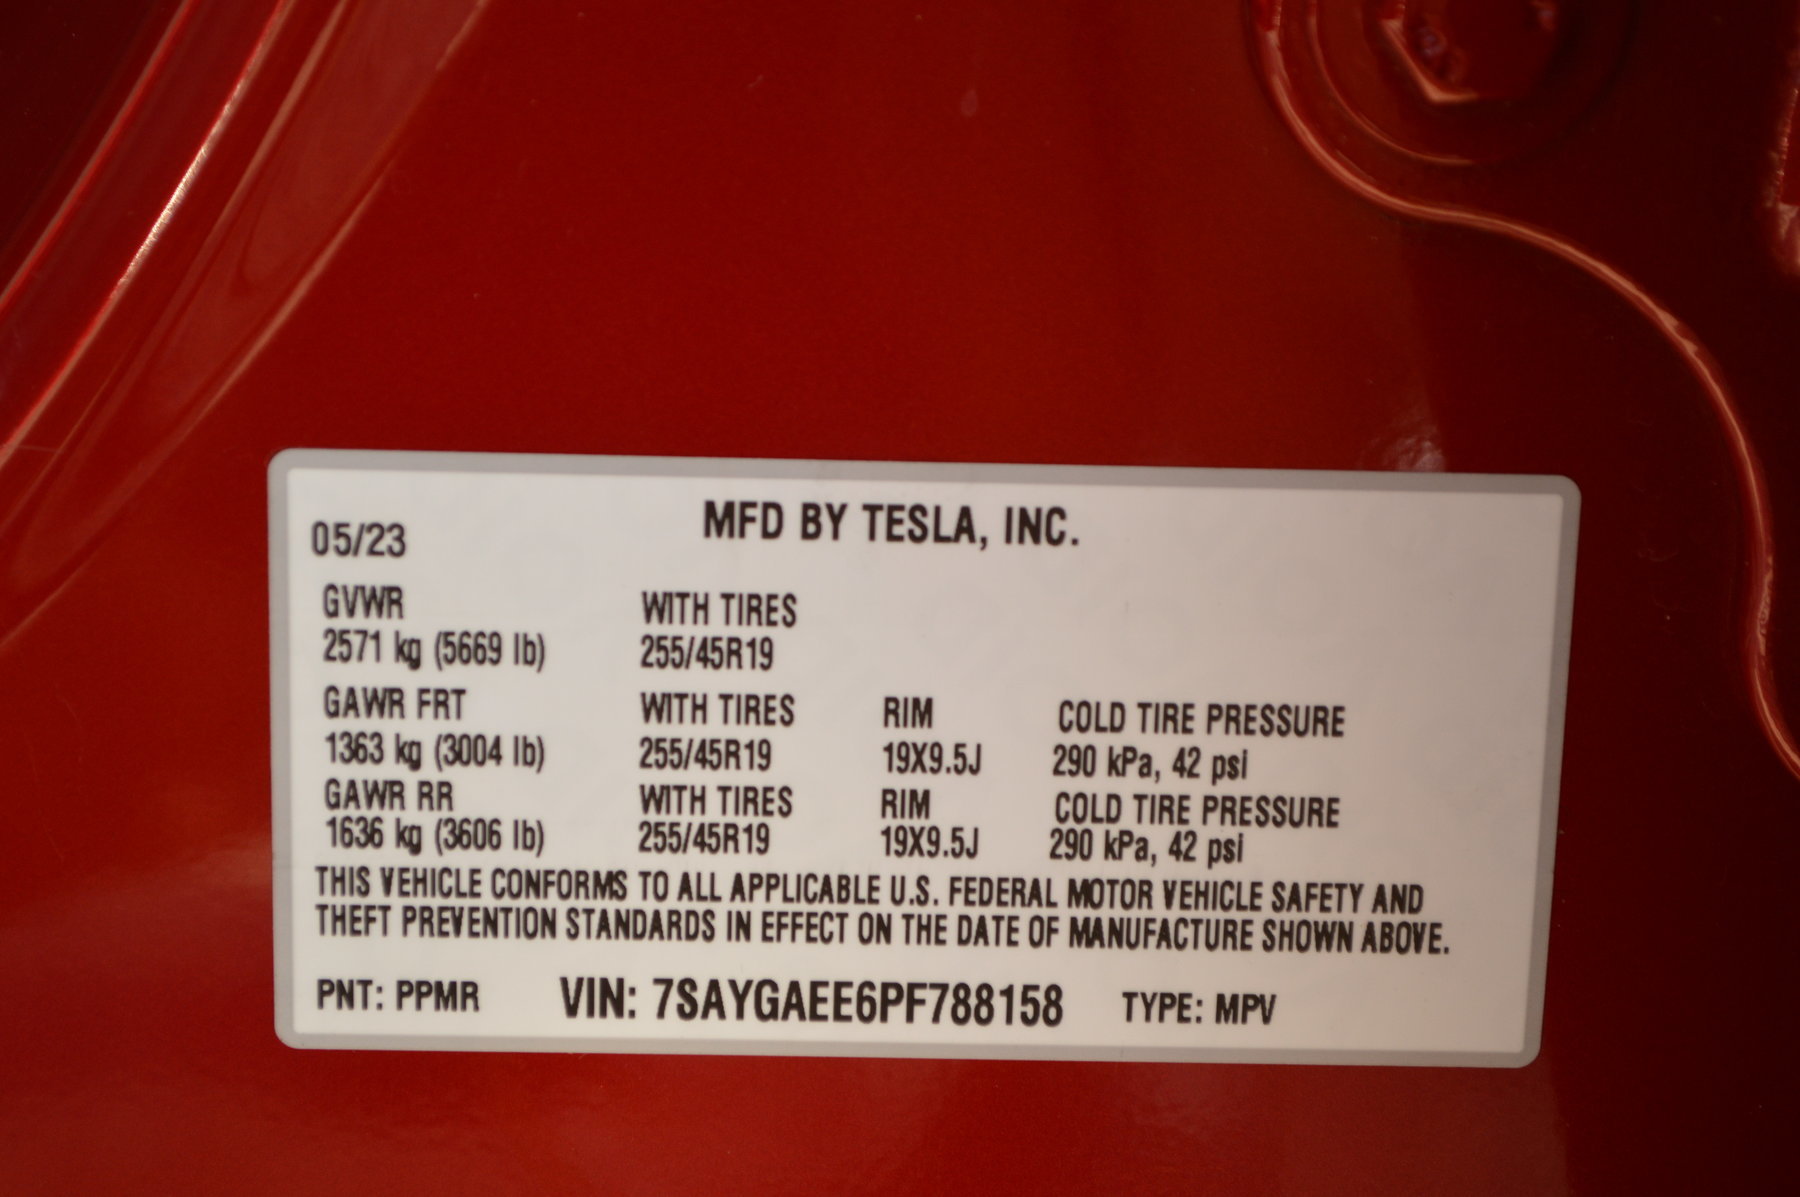 MFD BY TESLA, INC.
05/23
GVWR WITH TIRES
2571 kg (5669 lb) 255/45R19
GAWR FRT WITH TIRES RIM COLD TIRE PRESSURE
1363 kg (3004 lb) 255/45R19 19X9.5J 290 kPa, 42 psi
GAWR RR WITH TIRES RIM COLD TIRE PRESSURE
1636 kg (3606 lb) 255/45R19 19X9.5J 290 kPa, 42 psi
THIS VEHICLE CONFORMS TO ALL APPLICABLE U.S. FEDERAL MOTOR VEHICLE SAFETY AND
THEFT PREVENTION STANDARDS IN EFFECT ON THE DATE OF MANUFACTURE SHOWN ABOVE.
PNT: PPMR VIN: 7SAYGAEE6PF788158 TYPE: MPV